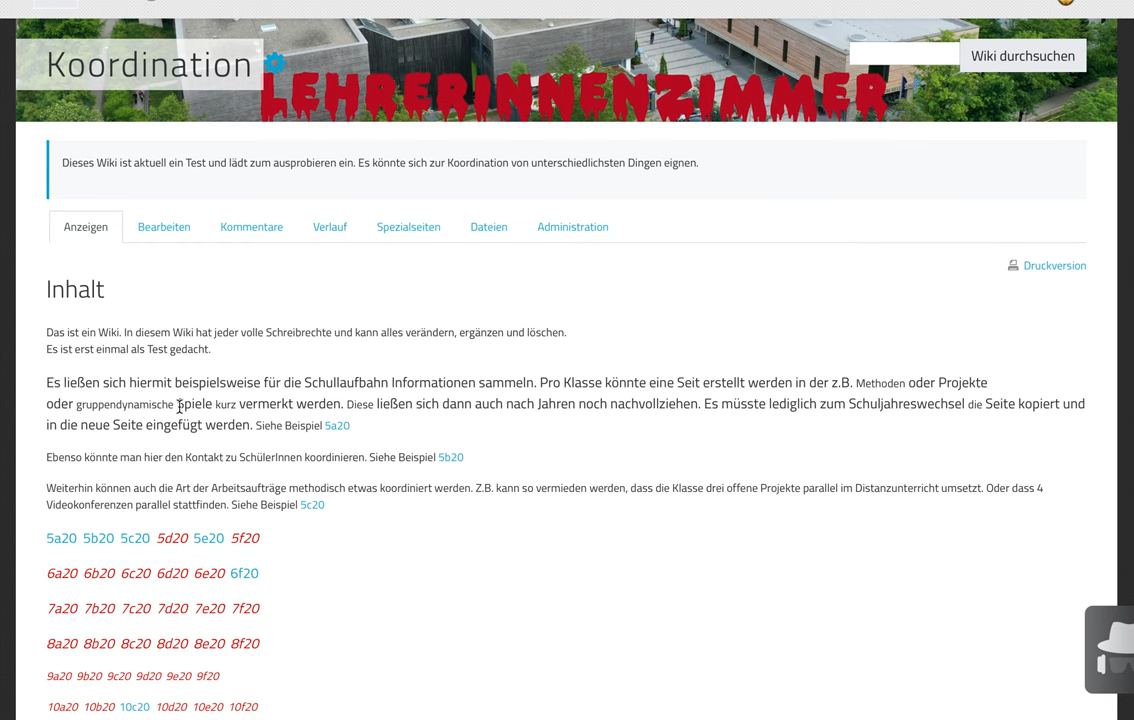 Koordination
LEHRERINNENZIMMER
Wiki durchsuchen
Dieses Wiki ist aktuell ein Test und lädt zum ausprobieren ein. Es könnte sich zur Koordination von unterschiedlichsten Dingen eignen.
Anzeigen Bearbeiten Kommentare Verlauf Spezialseiten Dateien Administration
Druckversion
Inhalt
Das ist ein Wiki. In diesem Wiki hat jeder volle Schreibrechte und kann alles verändern, ergänzen und löschen.
Es ist erst einmal als Test gedacht.
Es ließen sich hiermit beispielsweise für die Schullaufbahn Informationen sammeln. Pro Klasse könnte eine Seit erstellt werden in der z.B. Methoden oder Projekte
oder gruppendynamische Spiele kurz vermerkt werden. Diese ließen sich dann auch nach Jahren noch nachvollziehen. Es müsste lediglich zum Schuljahreswechsel die Seite kopiert und
in die neue Seite eingefügt werden. Siehe Beispiel 5a20
Ebenso könnte man hier den Kontakt zu SchülerInnen koordinieren. Siehe Beispiel 5b20
Weiterhin können auch die Art der Arbeitsaufträge methodisch etwas koordiniert werden. Z.B. kann so vermieden werden, dass die Klasse drei offene Projekte parallel im Distanzunterricht umsetzt. Oder dass 4
Videokonferenzen parallel stattfinden. Siehe Beispiel 5c20
5a20 5b20 5c20 5d20 5e20 5f20
6a20 6b20 6c20 6d20 6e20 6f20
7a20 7b20 7c20 7d20 7e20 7f20
8a20 8b20 8c20 8d20 8e20 8f20
9a20 9b20 9c20 9d20 9e20 9f20
10a20 10b20 10c20 10d20 10e20 10f20